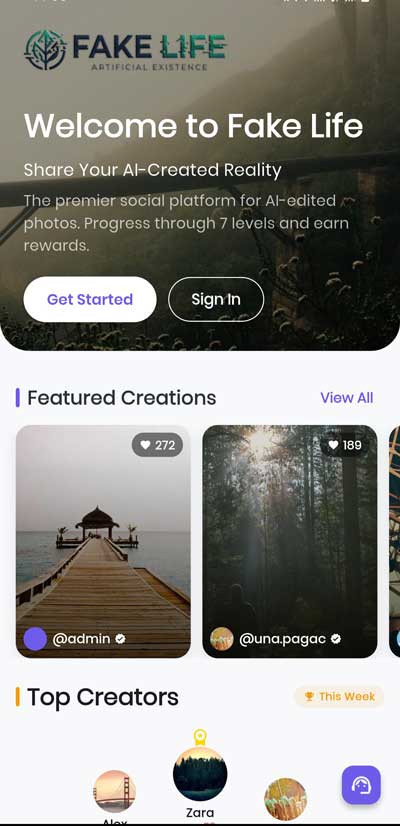 FAKE LIFE
ARTIFICIAL EXISTENCE
Welcome to Fake Life
Share Your AI-Created Reality
The premier social platform for AI-edited
photos. Progress through 7 levels and earn
rewards.
Get Started
Sign In
Featured Creations
View All
272
189
@admin
@una.pagac
Top Creators
This Week
Zara
Alex